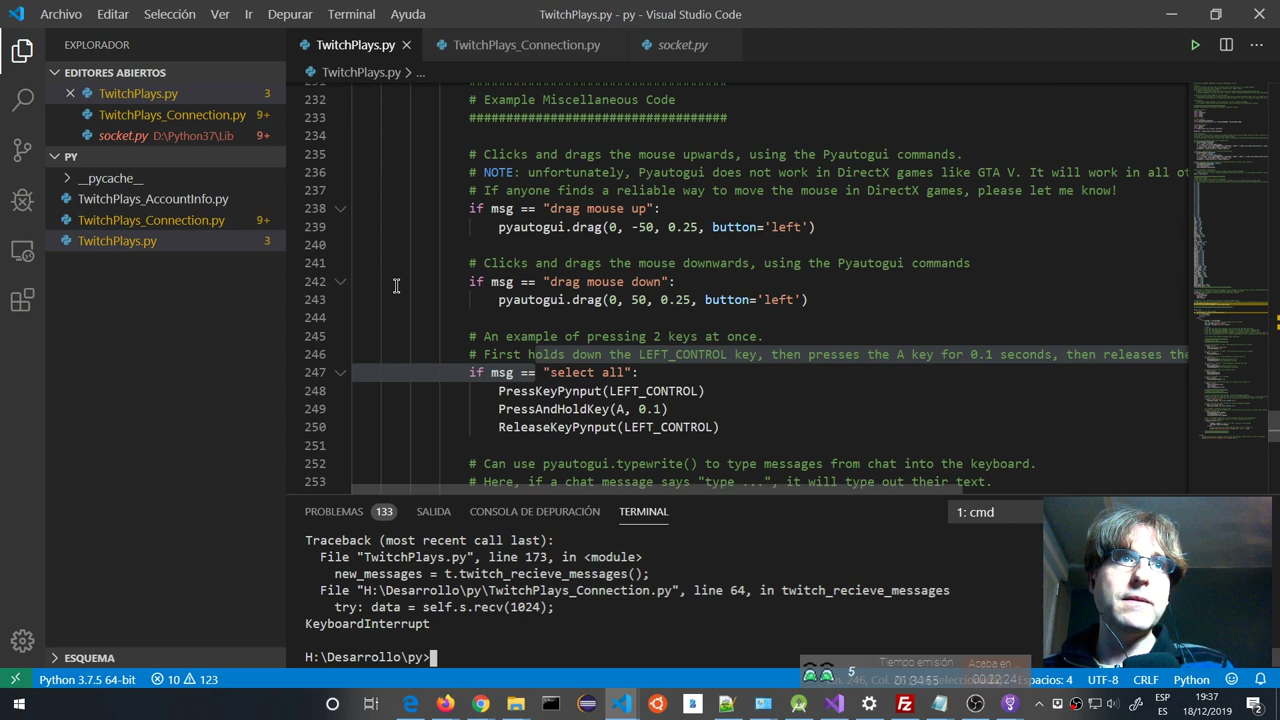 Archivo Editar Selección Ver Ir Depurar Terminal Ayuda TwitchPlays.py - py - Visual Studio Code
EXPLORADOR
EDITORES ABIERTOS
TwitchPlays.py 3
TwitchPlays_Connection.py 9+
socket.py D:\Python37\Lib 9+
PY
__pycache__
TwitchPlays_AccountInfo.py
TwitchPlays_Connection.py 9+
TwitchPlays.py 3
ESQUEMA
TwitchPlays.py TwitchPlays_Connection.py socket.py
TwitchPlays.py > ...
232 # Example Miscellaneous Code
233 ###############################
234
235 # Clicks and drags the mouse upwards, using the Pyautogui commands.
236 # NOTE: unfortunately, Pyautogui does not work in DirectX games like GTA V. It will work in all ot
237 # If anyone finds a reliable way to move the mouse in DirectX games, please let me know!
238 if msg == "drag mouse up":
239 pyautogui.drag(0, -50, 0.25, button='left')
240
241 # Clicks and drags the mouse downwards, using the Pyautogui commands
242 if msg == "drag mouse down":
243 pyautogui.drag(0, 50, 0.25, button='left')
244
245 # An example of pressing 2 keys at once.
246 # First holds down the LEFT_CONTROL key, then presses the A key for 0.1 seconds, then releases the
247 if msg == "select all":
248 PressKeyPynput(LEFT_CONTROL)
249 PressAndHoldKey(A, 0.1)
250 ReleaseKeyPynput(LEFT_CONTROL)
251
252 # Can use pyautogui.typewrite() to type messages from chat into the keyboard.
253 # Here, if a chat message says "type ...", it will type out their text.
PROBLEMAS 133 SALIDA CONSOLA DE DEPURACIÓN TERMINAL 1: cmd
Traceback (most recent call last):
File "TwitchPlays.py", line 173, in <module>
new_messages = t.twitch_recieve_messages();
File "H:\Desarrollo\py\TwitchPlays_Connection.py", line 64, in twitch_recieve_messages
try: data = self.s.recv(1024);
KeyboardInterrupt
H:\Desarrollo\py>
5 Tiempo emisión Acaba en
Python 3.7.5 64-bit 10 123 Espacios: 4 UTF-8 CRLF Python
ESP 19:37
ES 18/12/2019 2